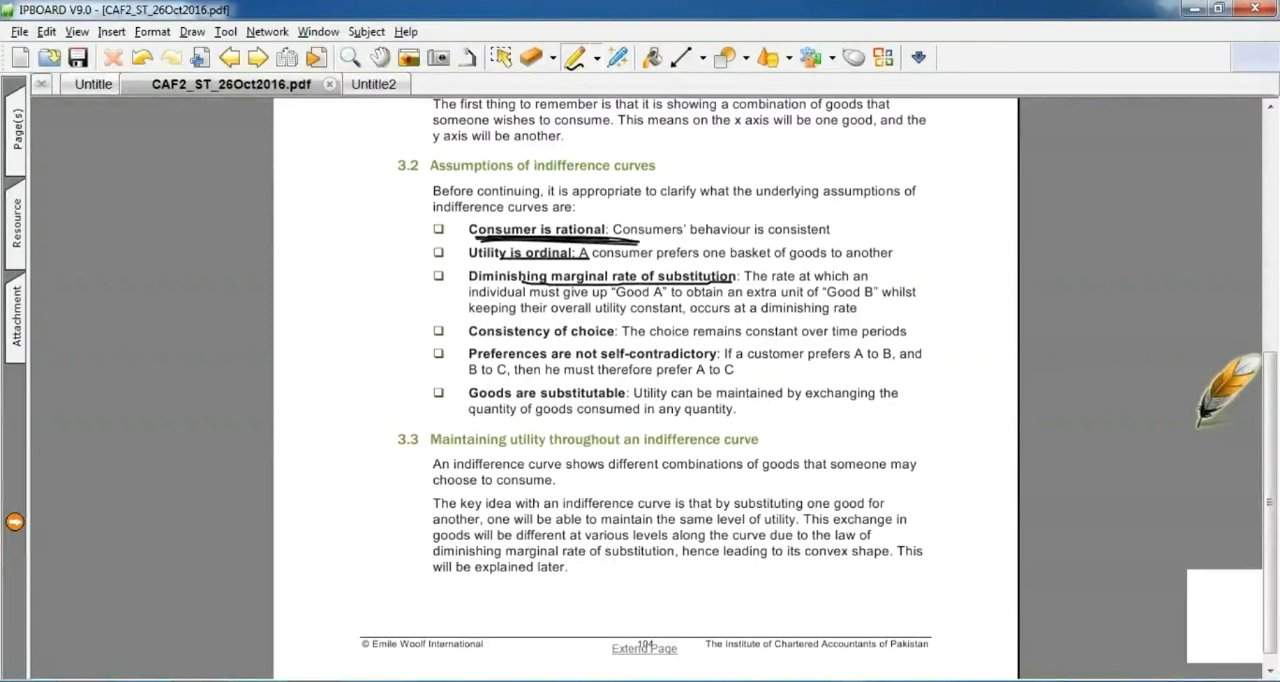 IPBOARD V9.0 - [CAF2_ST_26Oct2016.pdf]
File Edit View Insert Format Draw Tool Network Window Subject Help
Untitle CAF2_ST_26Oct2016.pdf Untitle2
Page(s)
Resource
Attachment
The first thing to remember is that it is showing a combination of goods that
someone wishes to consume. This means on the x axis will be one good, and the
y axis will be another.
3.2 Assumptions of indifference curves
Before continuing, it is appropriate to clarify what the underlying assumptions of
indifference curves are:
Consumer is rational: Consumers' behaviour is consistent
Utility is ordinal: A consumer prefers one basket of goods to another
Diminishing marginal rate of substitution: The rate at which an
individual must give up “Good A” to obtain an extra unit of “Good B” whilst
keeping their overall utility constant, occurs at a diminishing rate
Consistency of choice: The choice remains constant over time periods
Preferences are not self-contradictory: If a customer prefers A to B, and
B to C, then he must therefore prefer A to C
Goods are substitutable: Utility can be maintained by exchanging the
quantity of goods consumed in any quantity.
3.3 Maintaining utility throughout an indifference curve
An indifference curve shows different combinations of goods that someone may
choose to consume.
The key idea with an indifference curve is that by substituting one good for
another, one will be able to maintain the same level of utility. This exchange in
goods will be different at various levels along the curve due to the law of
diminishing marginal rate of substitution, hence leading to its convex shape. This
will be explained later.
© Emile Woolf International 104 The Institute of Chartered Accountants of Pakistan
Extend Page